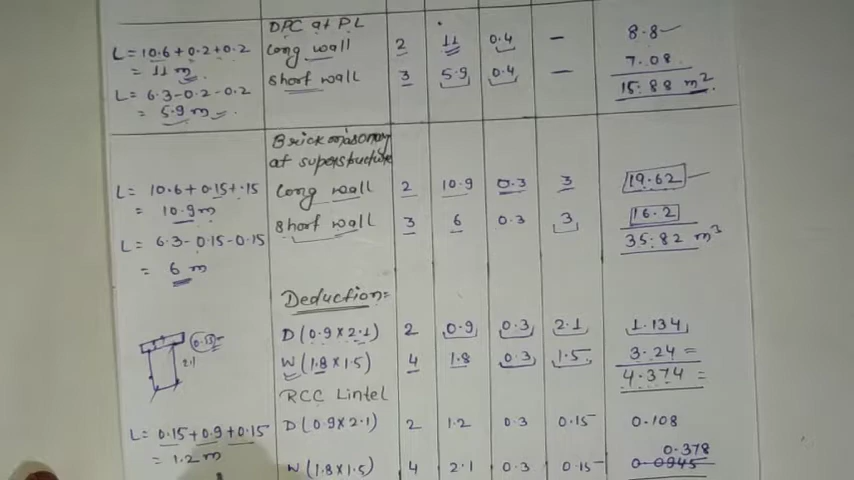 DPC at PL
L = 10.6 + 0.2 + 0.2 Long wall 2 11 0.4 — 8.8
= 11 m Short wall 3 5.9 0.4 — 7.08
L = 6.3 - 0.2 - 0.2 15.88 m²
= 5.9 m
Brick masonary
at superstructure
L = 10.6 + 0.15 + .15 Long wall 2 10.9 0.3 3 19.62
= 10.9 m
Short wall 3 6 0.3 3 16.2
L = 6.3 - 0.15 - 0.15 35.82 m³
= 6 m
Deduction =
D (0.9 x 2.1) 2 0.9 0.3 2.1 1.134
0.15
2.1 W (1.8 x 1.5) 4 1.8 0.3 1.5 3.24 =
4.374 =
RCC Lintel
L = 0.15 + 0.9 + 0.15 D (0.9 x 2.1) 2 1.2 0.3 0.15 0.108
= 1.2 m 0.378
W (1.8 x 1.5) 4 2.1 0.3 0.15 0.0945